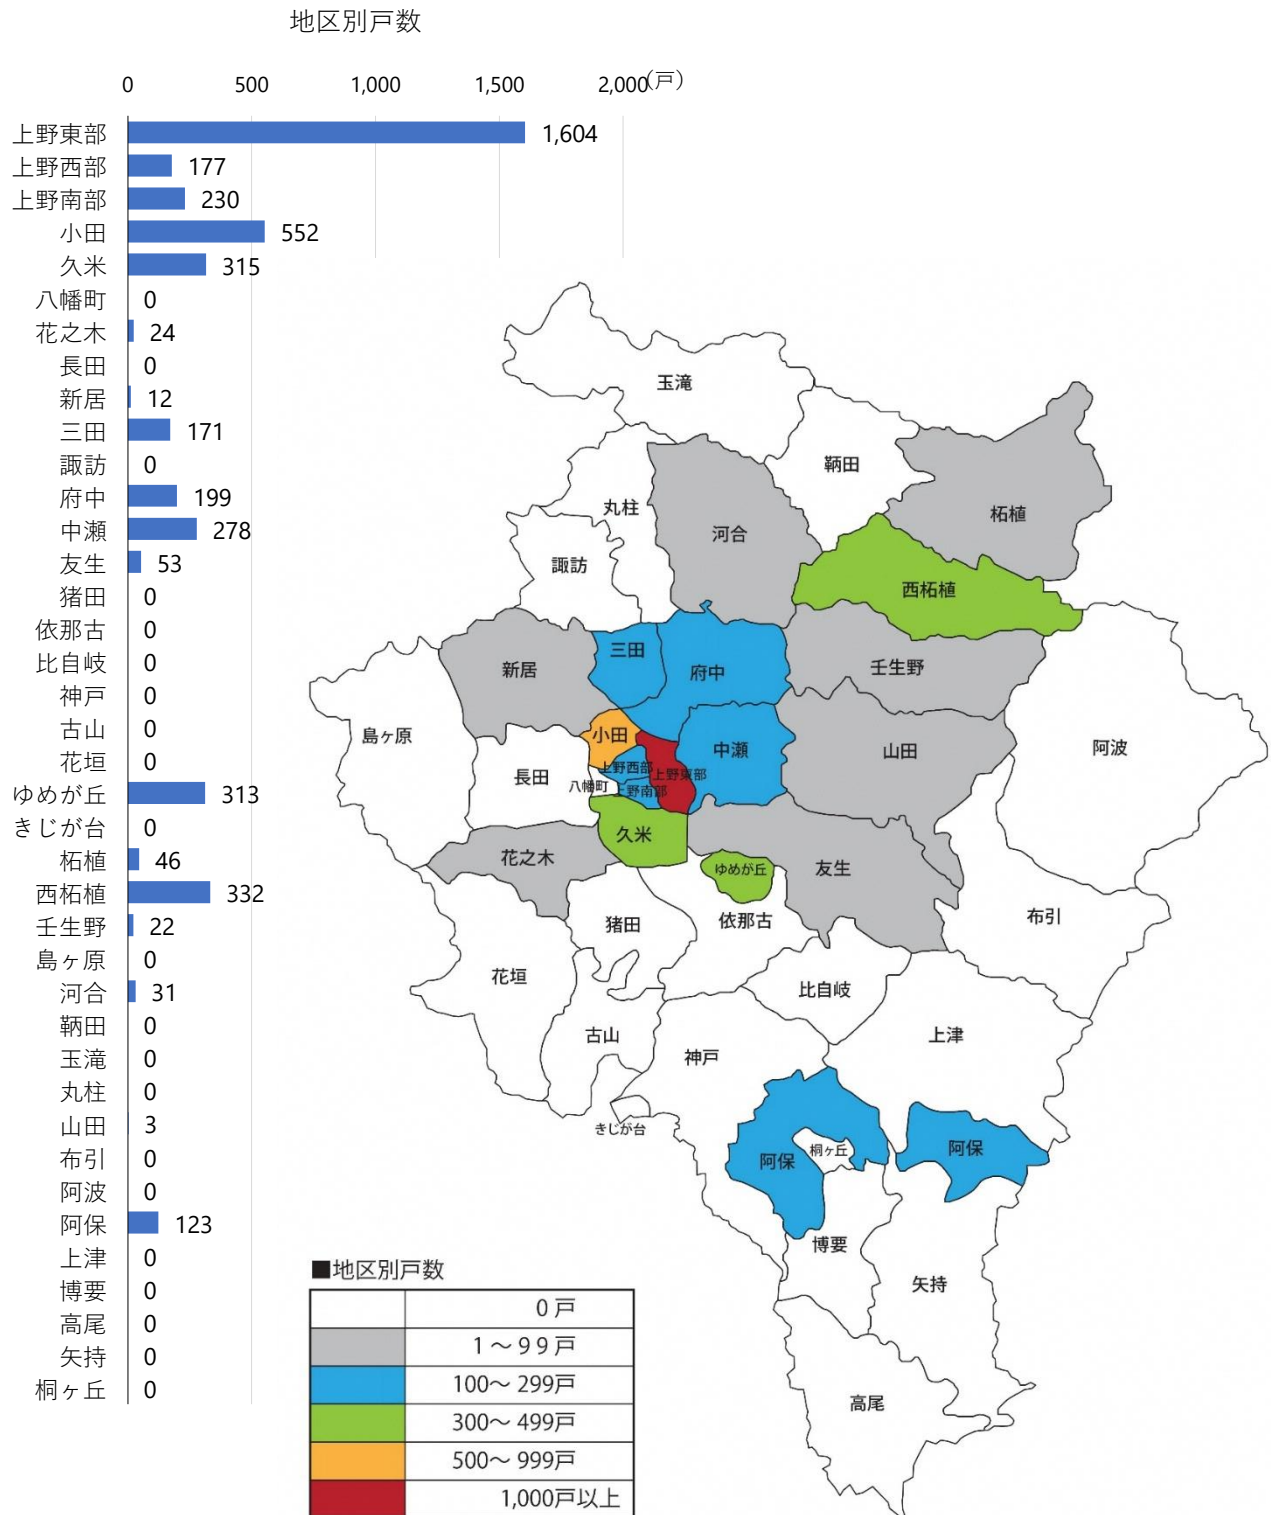 地区別戸数
0 500 1,000 1,500 2,000 (戸)
上野東部 1,604
上野西部 177
上野南部 230
小田 552
久米 315
八幡町 0
花之木 24
長田 0
新居 12
三田 171
諏訪 0
府中 199
中瀬 278
友生 53
猪田 0
依那古 0
比自岐 0
神戸 0
古山 0
花垣 0
ゆめが丘 313
きじが台 0
柘植 46
西柘植 332
壬生野 22
島ヶ原 0
河合 31
鞆田 0
玉滝 0
丸柱 0
山田 3
布引 0
阿波 0
阿保 123
上津 0
博要 0
高尾 0
矢持 0
桐ヶ丘 0
玉滝
鞆田
丸柱
河合
柘植
諏訪
西柘植
三田
新居
府中
壬生野
島ヶ原
小田
中瀬
山田
阿波
長田
上野西部
上野東部
八幡町
上野南部
久米
花之木
ゆめが丘
友生
猪田
依那古
布引
花垣
比自岐
古山
神戸
上津
きじが台
阿保
桐ヶ丘
阿保
博要
矢持
高尾
■地区別戸数
0戸
1～99戸
100～299戸
300～499戸
500～999戸
1,000戸以上